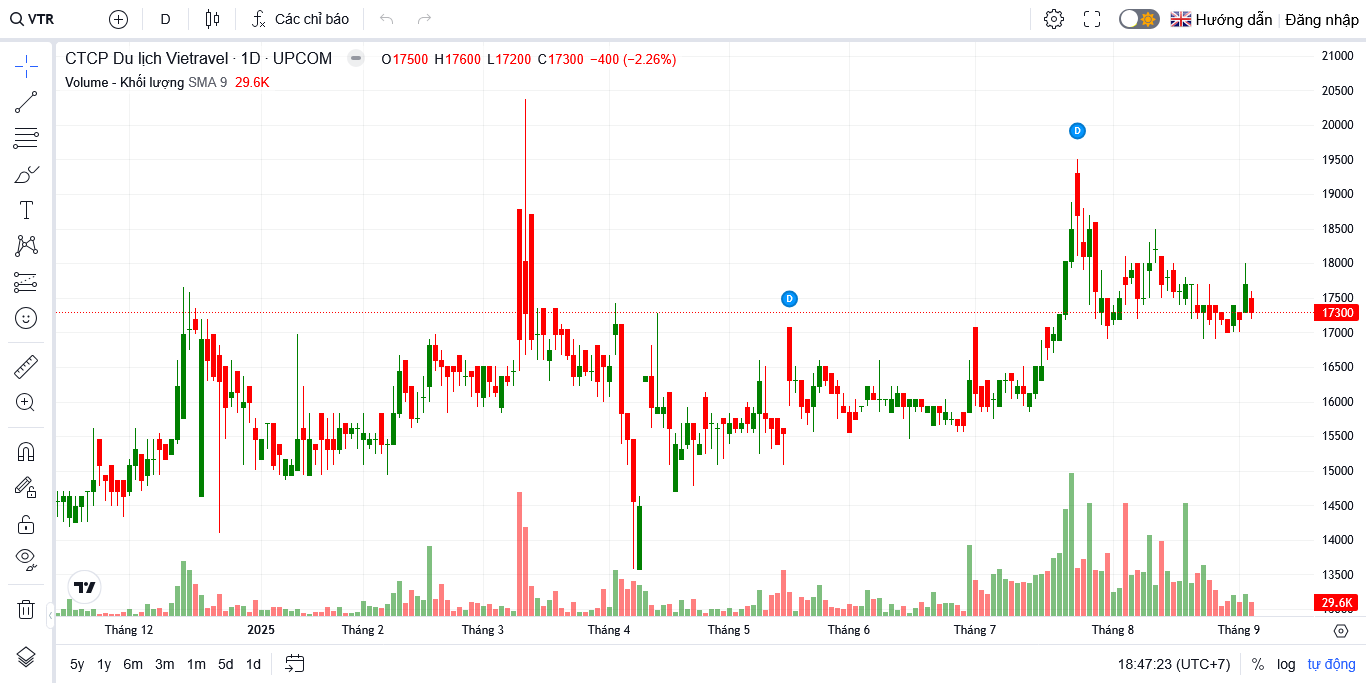 VTR D Các chỉ báo Hướng dẫn Đăng nhập
CTCP Du lịch Vietravel · 1D · UPCOM O17500 H17600 L17200 C17300 −400 (−2.26%)
Volume - Khối lượng SMA 9 29.6K
21000
20500
20000
19500
19000
18500
18000
17500
17300
17000
16500
16000
15500
15000
14500
14000
13500
29.6K
D
D
Tháng 12 2025 Tháng 2 Tháng 3 Tháng 4 Tháng 5 Tháng 6 Tháng 7 Tháng 8 Tháng 9
5y 1y 6m 3m 1m 5d 1d 18:47:23 (UTC+7) % log tự động